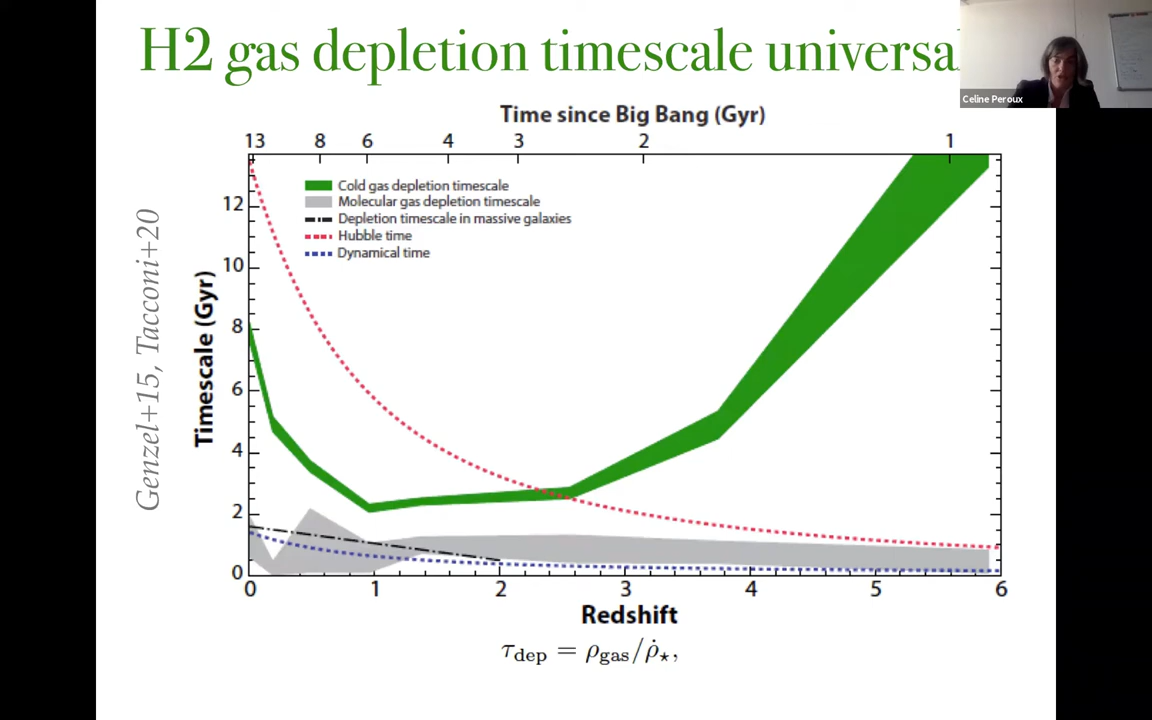 H2 gas depletion timescale universal
Celine Peroux
Time since Big Bang (Gyr)
13 8 6 4 3 2 1
Cold gas depletion timescale
Molecular gas depletion timescale
Depletion timescale in massive galaxies
Hubble time
Dynamical time
Genzel+15, Tacconi+20
Timescale (Gyr)
12
10
8
6
4
2
0
0 1 2 3 4 5 6
Redshift
τdep = ρgas/ρ̇⋆,